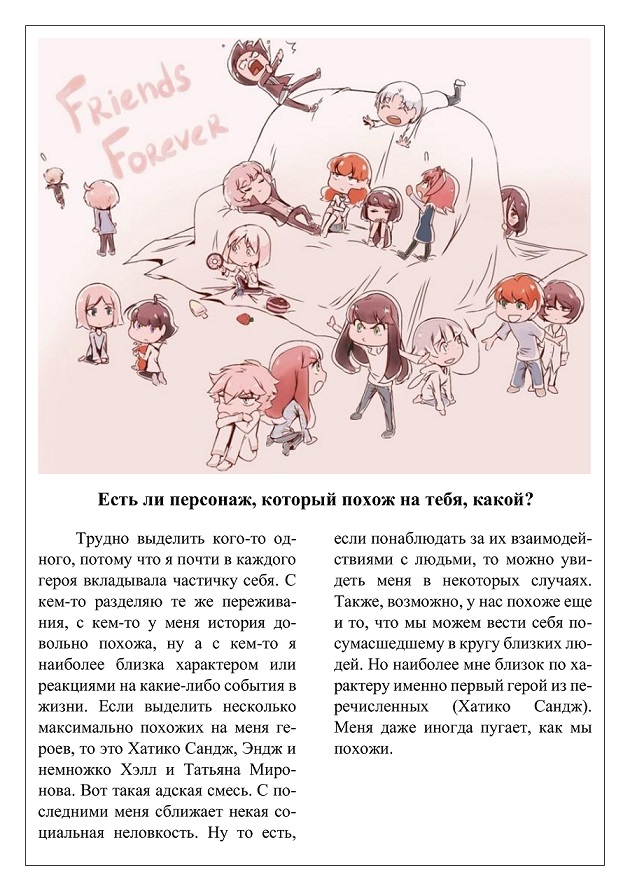 Friends
Forever
Есть ли персонаж, который похож на тебя, какой?
Трудно выделить кого-то од-
ного, потому что я почти в каждого
героя вкладывала частичку себя. С
кем-то разделяю те же пережива-
ния, с кем-то у меня история до-
вольно похожа, ну а с кем-то я
наиболее близка характером или
реакциями на какие-либо события в
жизни. Если выделить несколько
максимально похожих на меня ге-
роев, то это Хатико Сандж, Эндж и
немножко Хэлл и Татьяна Миро-
нова. Вот такая адская смесь. С по-
следними меня сближает некая со-
циальная неловкость. Ну то есть,
если понаблюдать за их взаимодей-
ствиями с людьми, то можно уви-
деть меня в некоторых случаях.
Также, возможно, у нас похоже еще
и то, что мы можем вести себя по-
сумасшедшему в кругу близких лю-
дей. Но наиболее мне близок по ха-
рактеру именно первый герой из пе-
речисленных (Хатико Сандж).
Меня даже иногда пугает, как мы
похожи.